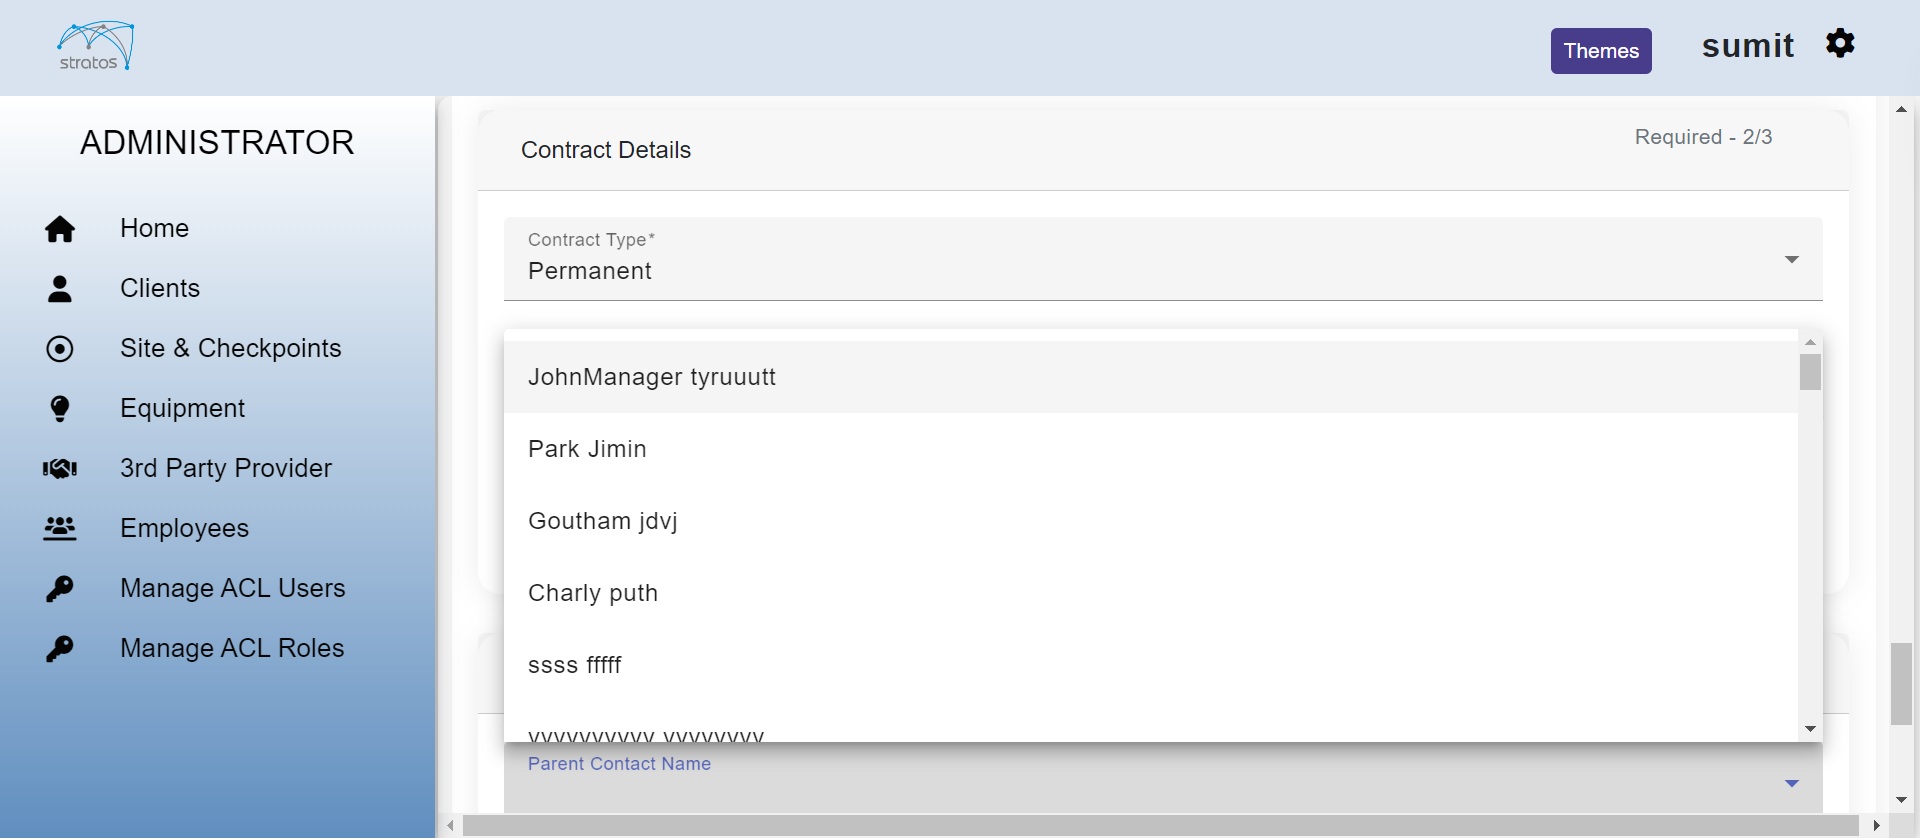 stratos
Themes
sumit
ADMINISTRATOR
Home
Clients
Site & Checkpoints
Equipment
3rd Party Provider
Employees
Manage ACL Users
Manage ACL Roles
Contract Details
Required - 2/3
Contract Type*
Permanent
JohnManager tyruuutt
Park Jimin
Goutham jdvj
Charly puth
ssss fffff
Parent Contact Name